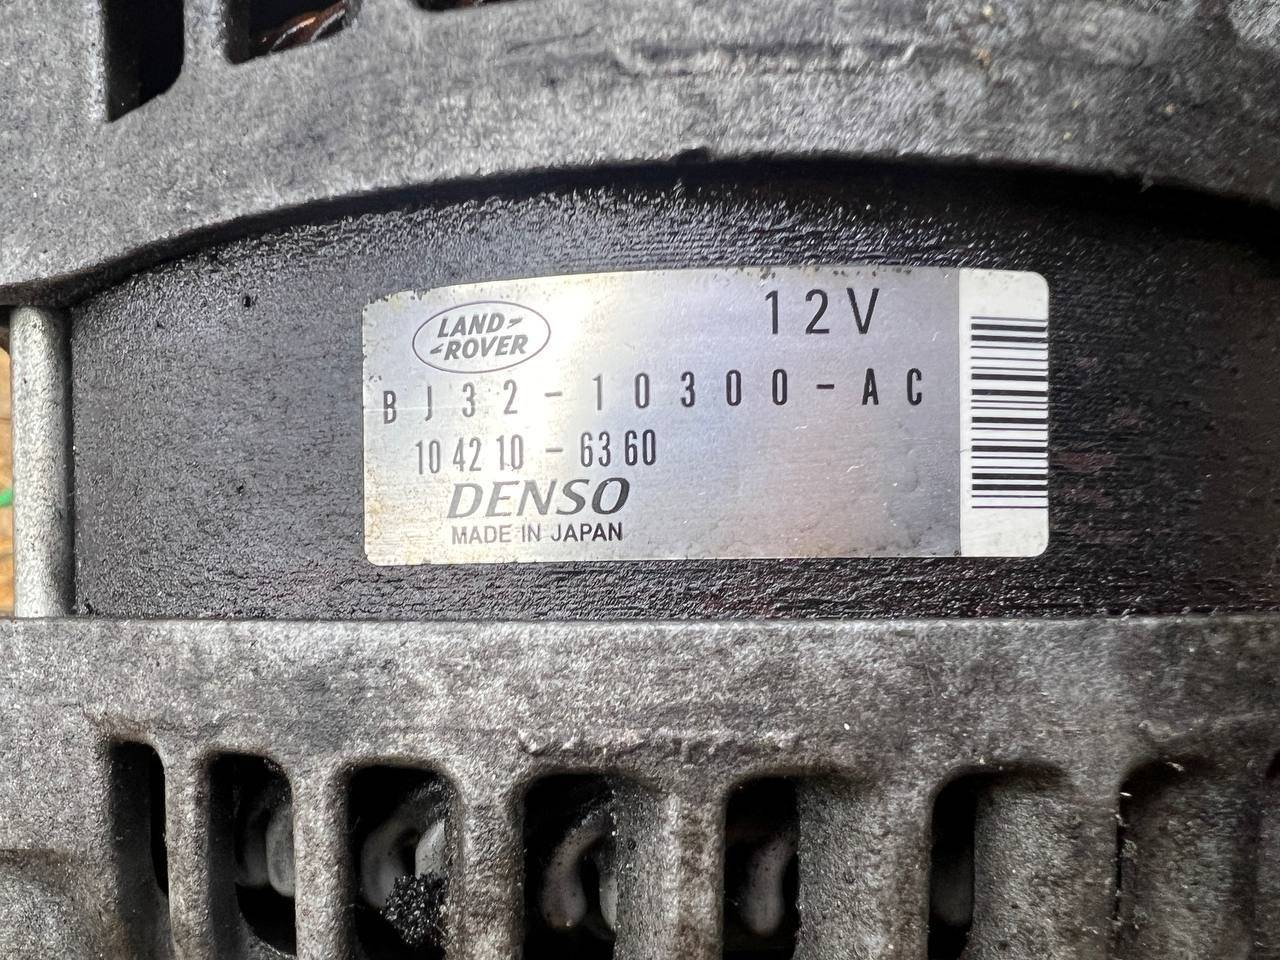 LAND
ROVER
12V
BJ32-10300-AC
104210-6360
DENSO
MADE IN JAPAN